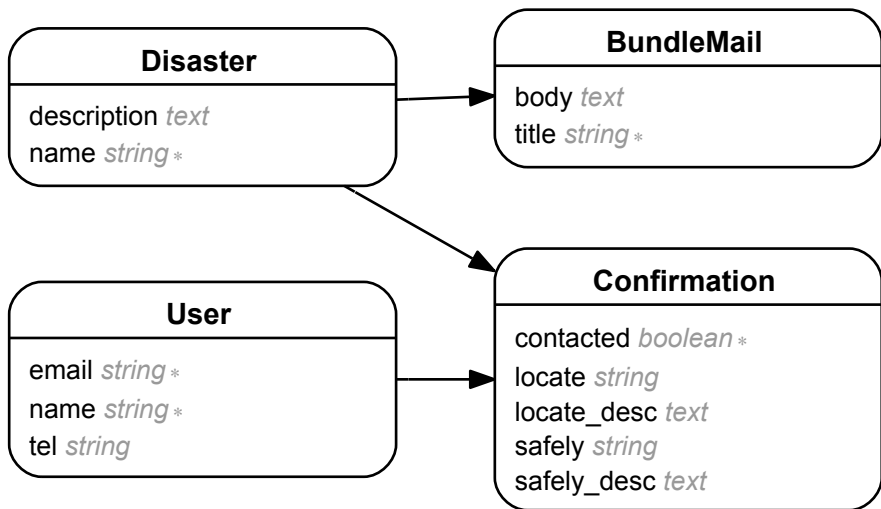 Disaster
description text
name string *
BundleMail
body text
title string *
User
email string *
name string *
tel string
Confirmation
contacted boolean *
locate string
locate_desc text
safely string
safely_desc text